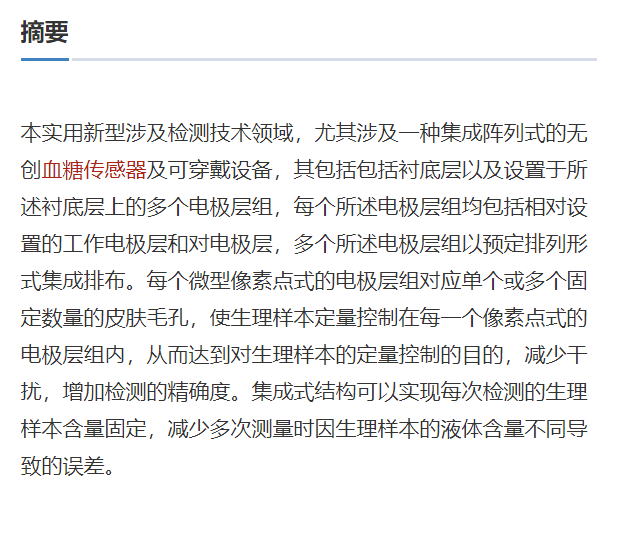 摘要
本实用新型涉及检测技术领域，尤其涉及一种集成阵列式的无
创血糖传感器及可穿戴设备，其包括包括衬底层以及设置于所
述衬底层上的多个电极层组，每个所述电极层组均包括相对设
置的工作电极层和对电极层，多个所述电极层组以预定排列形
式集成排布。每个微型像素点式的电极层组对应单个或多个固
定数量的皮肤毛孔，使生理样本定量控制在每一个像素点式的
电极层组内，从而达到对生理样本的定量控制的目的，减少干
扰，增加检测的精确度。集成式结构可以实现每次检测的生理
样本含量固定，减少多次测量时因生理样本的液体含量不同导
致的误差。